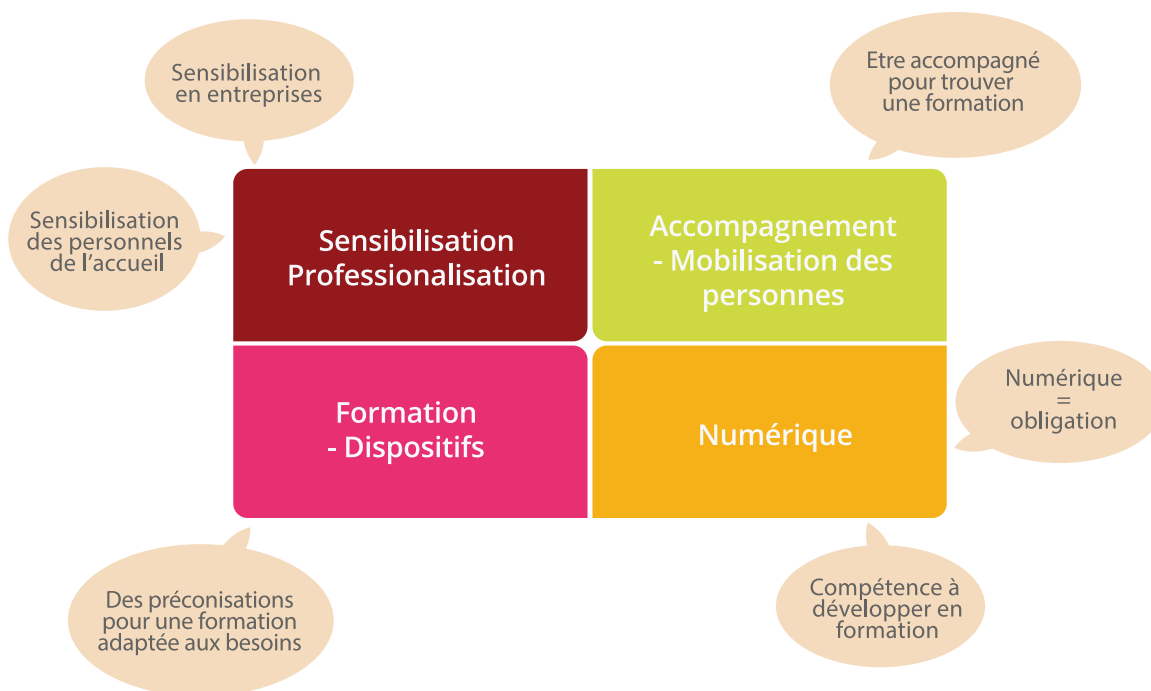 Sensibilisation
en entreprises
Etre accompagné
pour trouver
une formation
Sensibilisation
des personnels
de l'accueil
Sensibilisation
Professionalisation
Accompagnement
- Mobilisation des
personnes
Formation
- Dispositifs
Numérique
Numérique
=
obligation
Des préconisations
pour une formation
adaptée aux besoins
Compétence à
développer en
formation